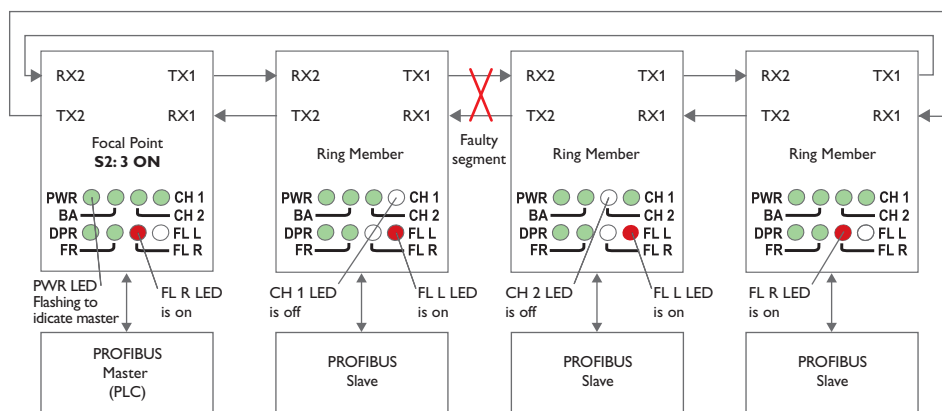 RX2 TX1
TX2 RX1
Focal Point
S2: 3 ON
PWR CH 1
BA CH 2
DPR FL L
FR FL R
PWR LED
Flashing to
idicate master
FL R LED
is on
PROFIBUS
Master
(PLC)
RX2 TX1
TX2 RX1
Ring Member
PWR CH 1
BA CH 2
DPR FL L
FR FL R
CH 1 LED
is off
FL L LED
is on
PROFIBUS
Slave
Faulty
segment
RX2 TX1
TX2 RX1
Ring Member
PWR CH 1
BA CH 2
DPR FL L
FR FL R
CH 2 LED
is off
FL L LED
is on
PROFIBUS
Slave
RX2 TX1
TX2 RX1
Ring Member
PWR CH 1
BA CH 2
DPR FL L
FR FL R
FL R LED
is on
PROFIBUS
Slave